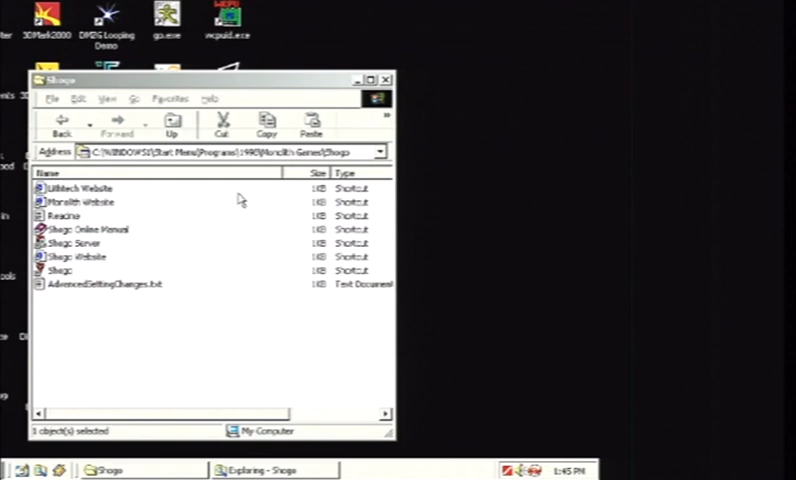 3DMark2000 DMZG Looping Demo go.exe wcpuid.exe
Shogo
File Edit View Go Favorites Help
Back Forward Up Cut Copy Paste
Address C:\WINDOWS1\Start Menu\Programs\1998\Monolith Games\Shogo
Name Size Type
Lithtech Website 1KB Shortcut
Monolith Website 1KB Shortcut
Readme 1KB Shortcut
Shogo Online Manual 1KB Shortcut
Shogo Server 1KB Shortcut
Shogo Website 1KB Shortcut
Shogo 1KB Shortcut
AdvancedSettingChanges.txt 1KB Text Document
1 object(s) selected My Computer
Shogo Exploring - Shogo 1:45 PM